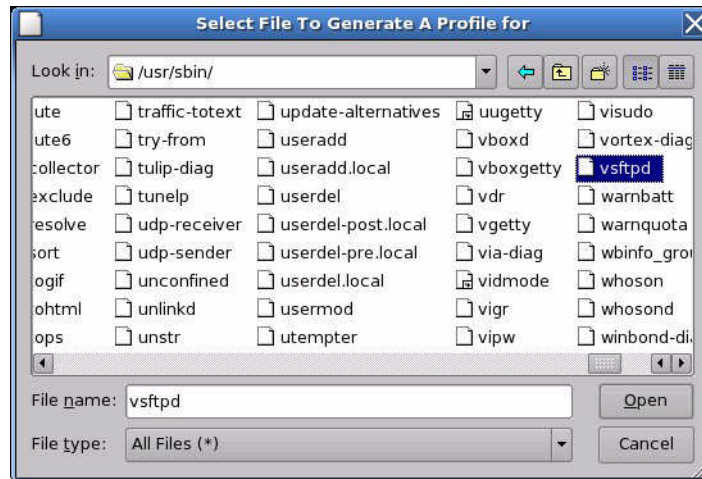 Select File To Generate A Profile for
Look in: /usr/sbin/
ute traffic-totext update-alternatives uugetty visudo
ute6 try-from useradd vboxd vortex-diag
collector tulip-diag useradd.local vboxgetty vsftpd
exclude tunelp userdel vdr warnbatt
resolve udp-receiver userdel-post.local vgetty warnquota
sort udp-sender userdel-pre.local via-diag wbinfo_grou
ogif unconfined userdel.local vidmode whoson
ohtml unlinkd usermod vigr whosond
ops unstr utempter vipw winbond-di
File name: vsftpd Open
File type: All Files (*) Cancel